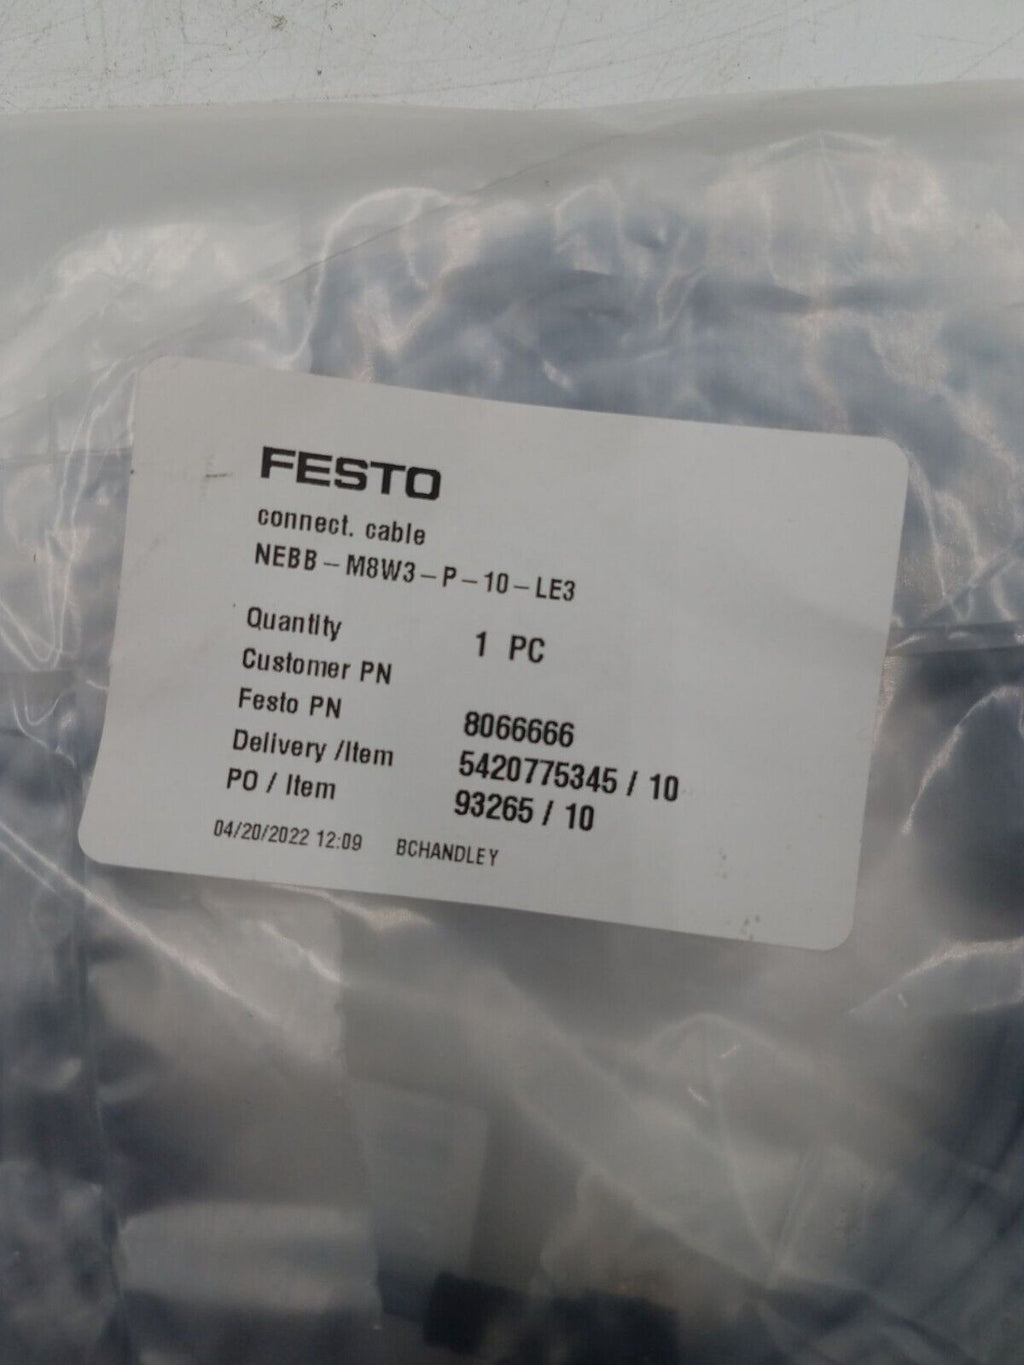 FESTO
connect. cable
NEBB-M8W3-P-10-LE3
Quantity 1 PC
Customer PN
Festo PN 8066666
Delivery /Item 5420775345 / 10
PO / Item 93265 / 10
04/20/2022 12:09 BCHANDLEY